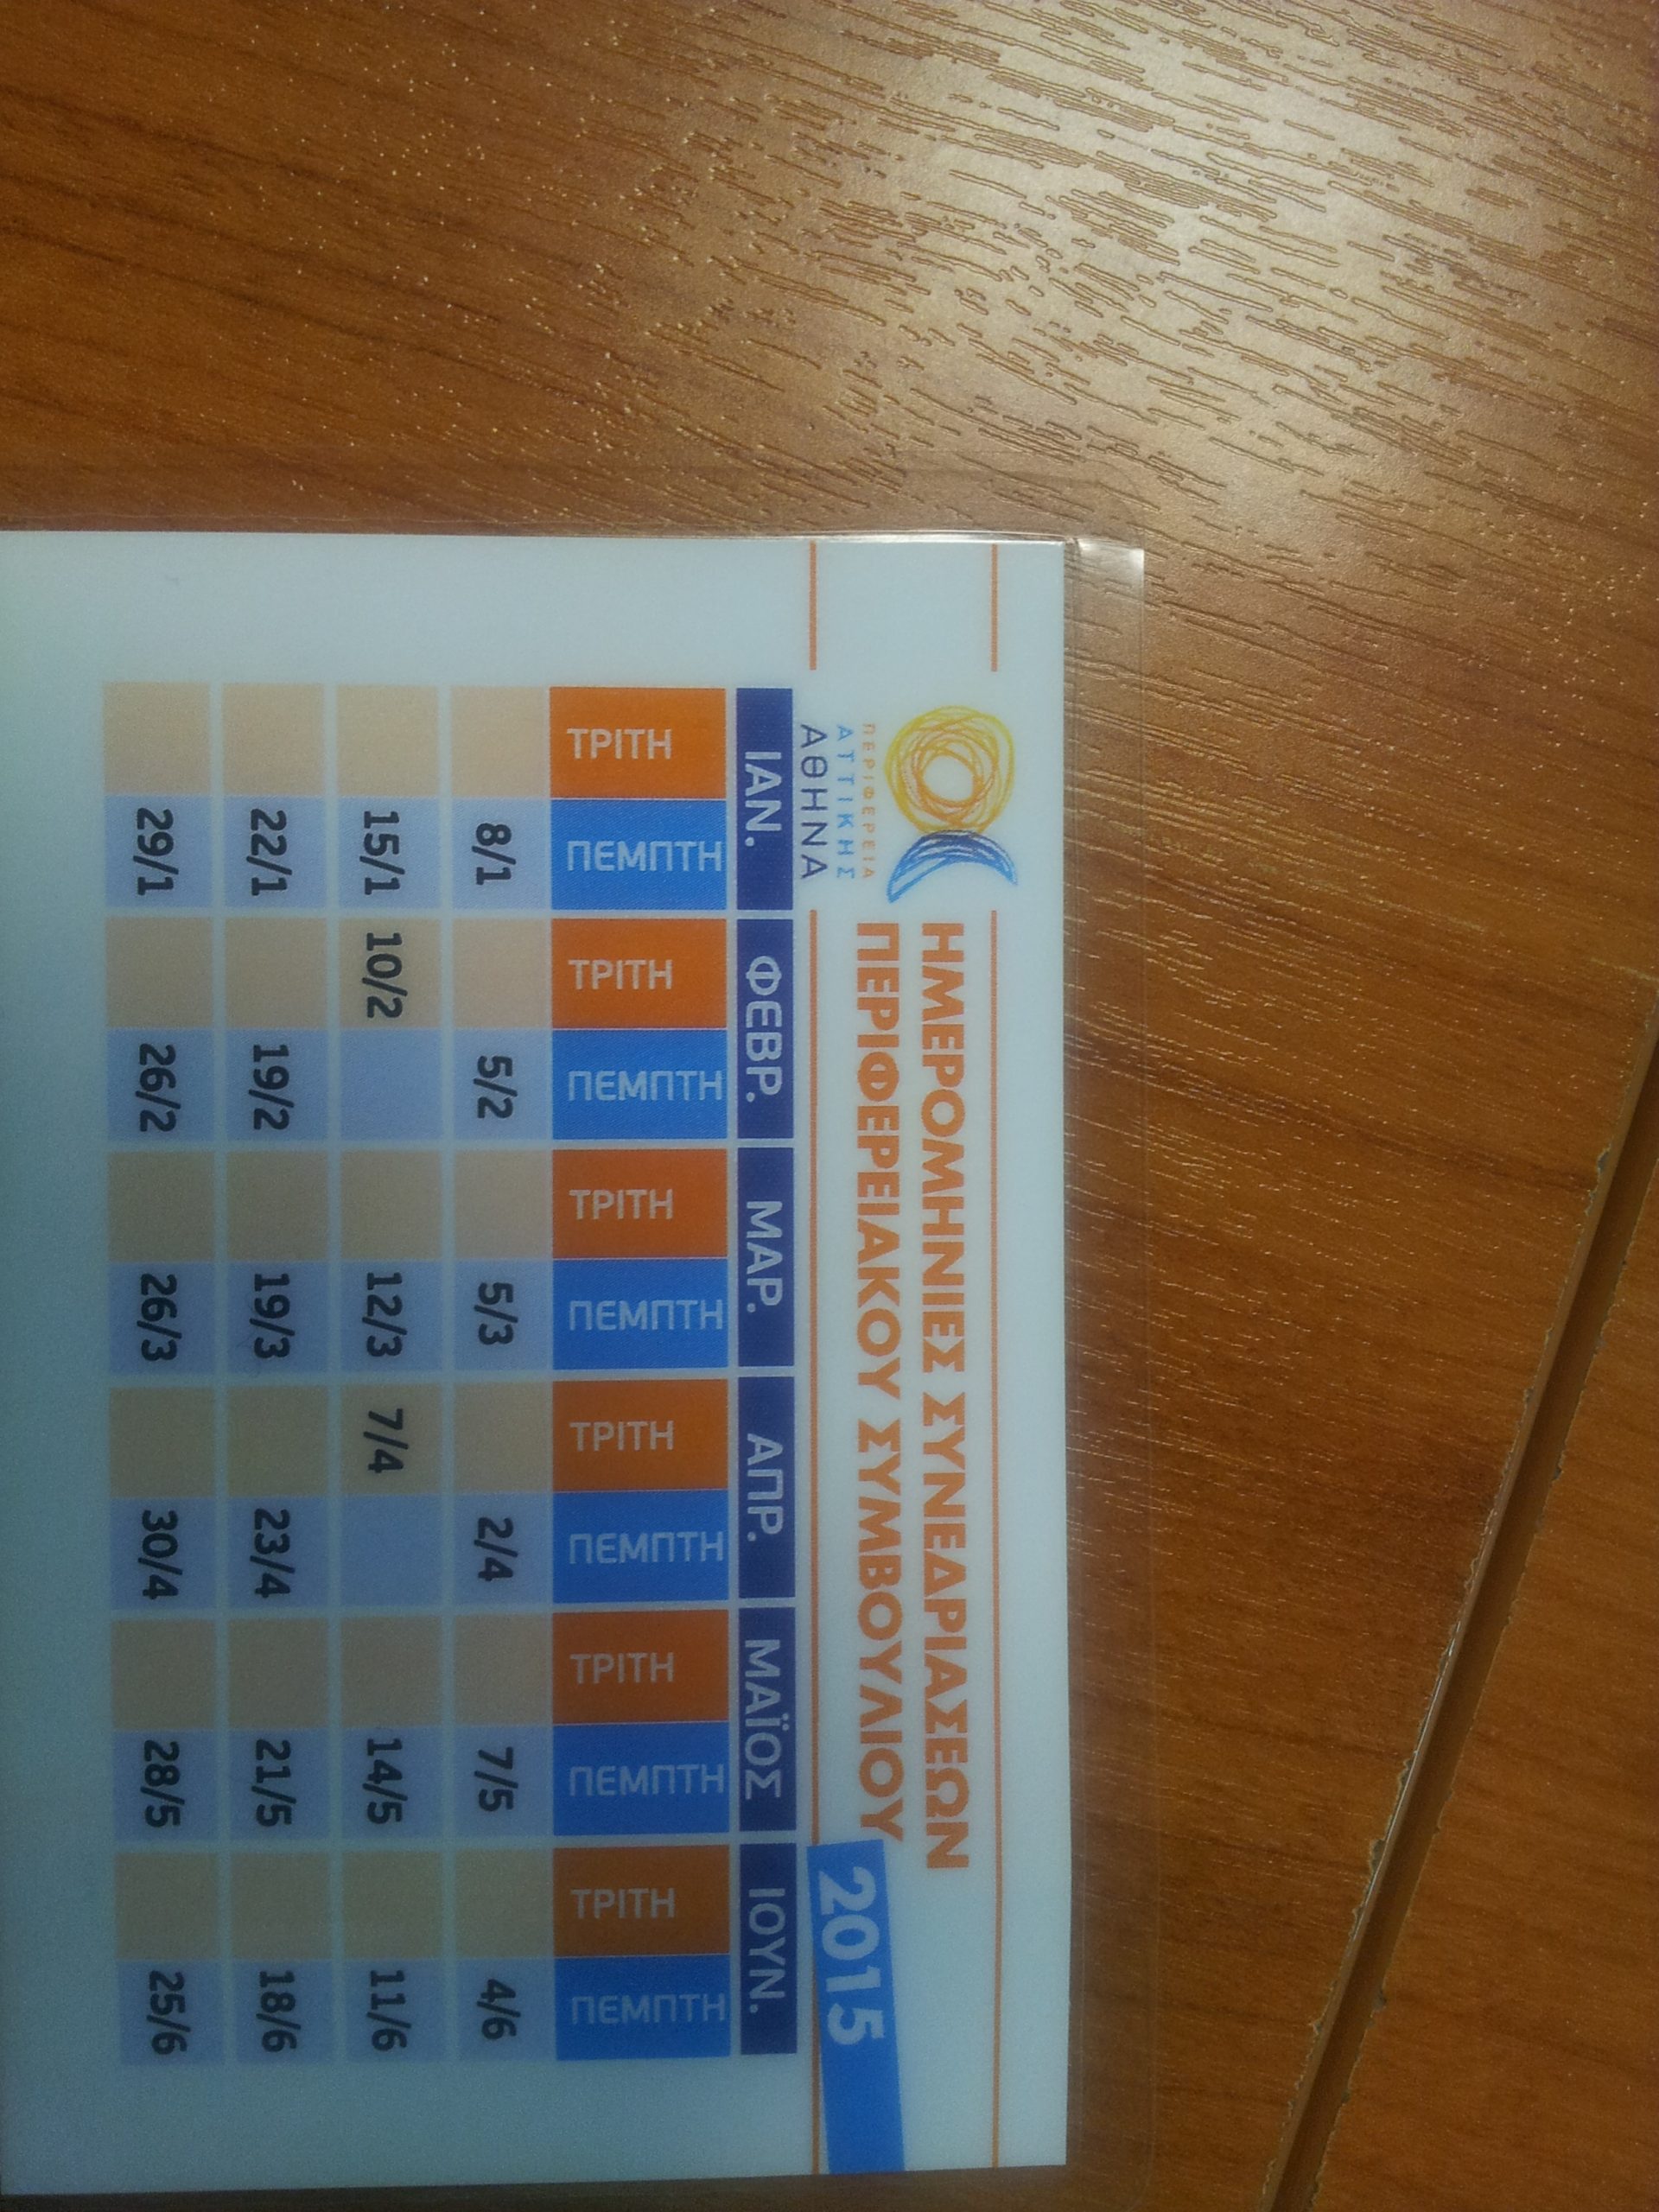 ΠΕΡΙΦΕΡΕΙΑ
ΑΤΤΙΚΗΣ
ΑΘΗΝΑ
ΗΜΕΡΟΜΗΝΙΕΣ ΣΥΝΕΔΡΙΑΣΕΩΝ
ΠΕΡΙΦΕΡΕΙΑΚΟΥ ΣΥΜΒΟΥΛΙΟΥ
2015
ΙΑΝ. ΦΕΒΡ. ΜΑΡ. ΑΠΡ. ΜΑΪΟΣ ΙΟΥΝ.
ΤΡΙΤΗ ΠΕΜΠΤΗ ΤΡΙΤΗ ΠΕΜΠΤΗ ΤΡΙΤΗ ΠΕΜΠΤΗ ΤΡΙΤΗ ΠΕΜΠΤΗ ΤΡΙΤΗ ΠΕΜΠΤΗ ΤΡΙΤΗ ΠΕΜΠΤΗ
8/1 5/2 5/3 2/4 7/5 4/6
15/1 10/2 12/3 7/4 14/5 11/6
22/1 19/2 19/3 23/4 21/5 18/6
29/1 26/2 26/3 30/4 28/5 25/6